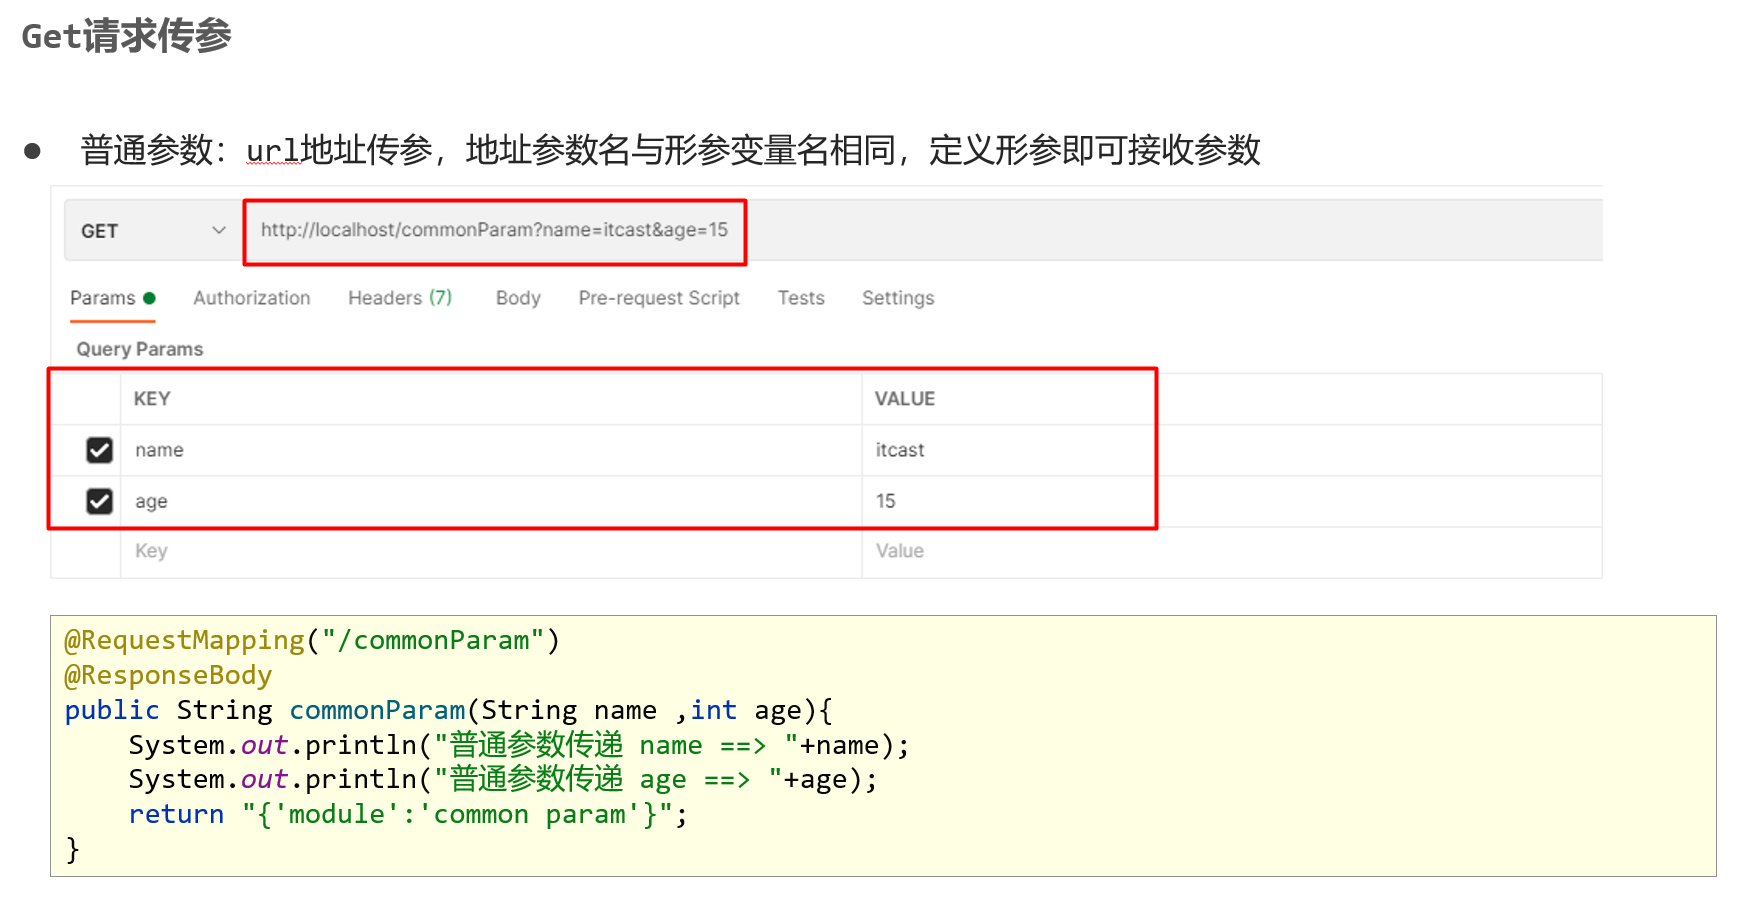 Get请求传参
● 普通参数：url地址传参，地址参数名与形参变量名相同，定义形参即可接收参数
GET http://localhost/commonParam?name=itcast&age=15
Params Authorization Headers (7) Body Pre-request Script Tests Settings
Query Params
KEY VALUE
name itcast
age 15
Key Value
@RequestMapping("/commonParam")
@ResponseBody
public String commonParam(String name ,int age){
    System.out.println("普通参数传递 name ==> "+name);
    System.out.println("普通参数传递 age ==> "+age);
    return "{'module':'common param'}";
}